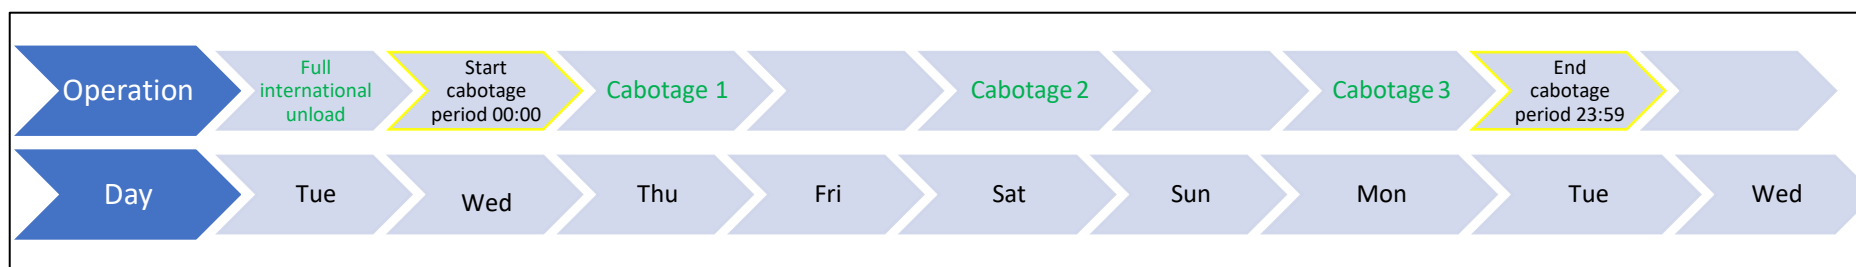 Operation
Full
international
unload
Start
cabotage
period 00:00
Cabotage 1
Cabotage 2
Cabotage 3
End
cabotage
period 23:59
Day
Tue
Wed
Thu
Fri
Sat
Sun
Mon
Tue
Wed